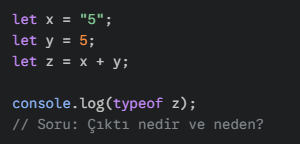 let x = "5";
let y = 5;
let z = x + y;
console.log(typeof z);
// Soru: Çıktı nedir ve neden?